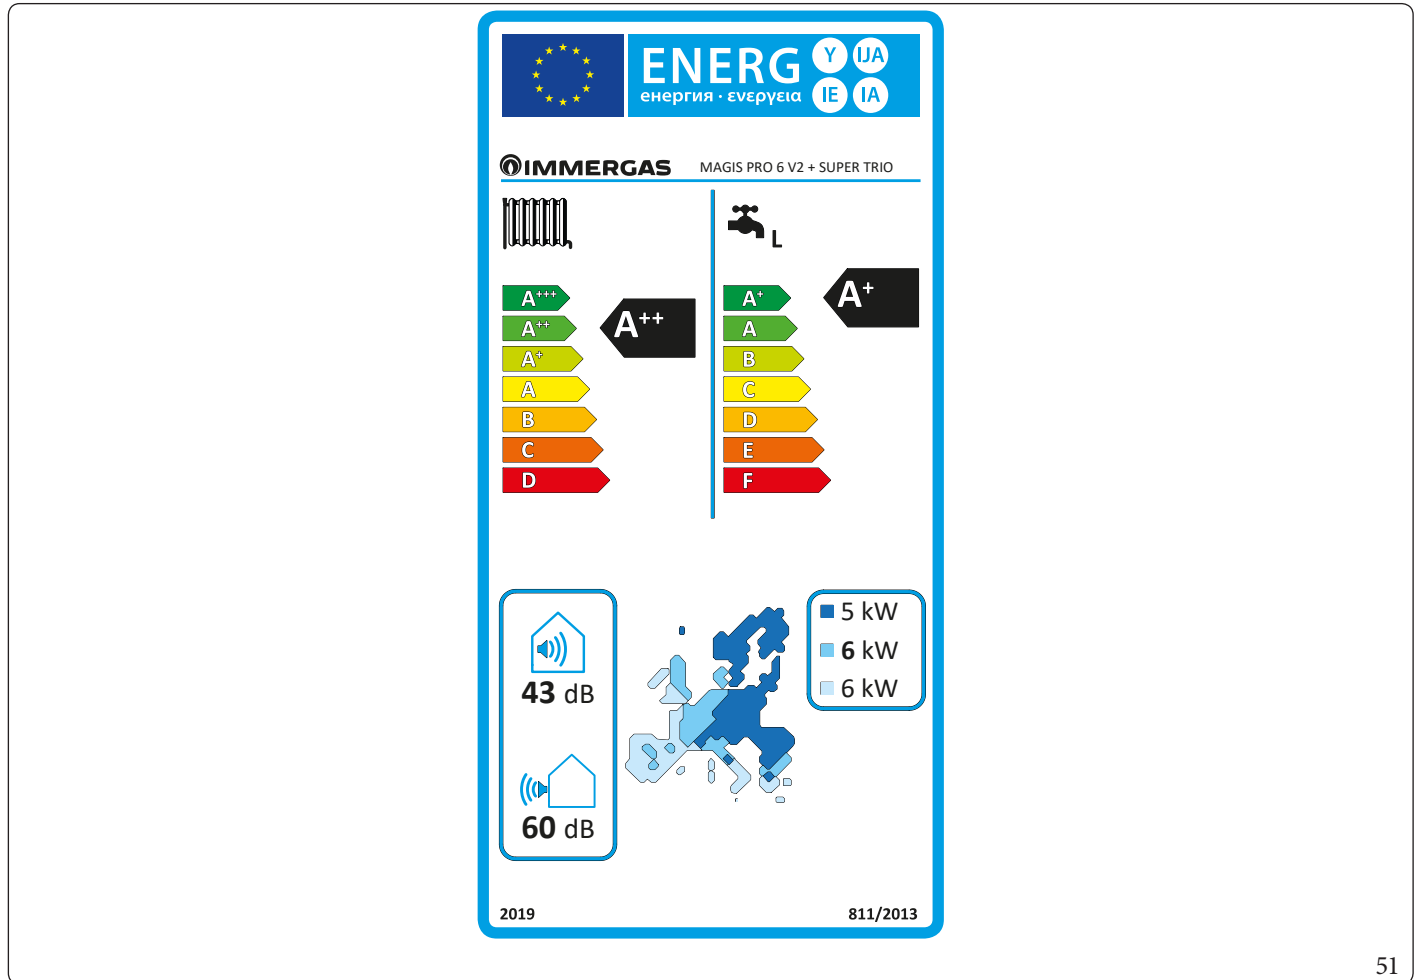 ENERG Y IJA
енергия · ενεργεια IE IA
IMMERGAS MAGIS PRO 6 V2 + SUPER TRIO
L
A+++
A++
A+
A
B
C
D
A++
A+
A
B
C
D
E
F
A+
43 dB
60 dB
5 kW
6 kW
6 kW
2019 811/2013
51